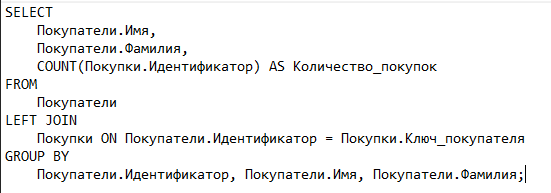 SELECT
Покупатели.Имя,
Покупатели.Фамилия,
COUNT(Покупки.Идентификатор) AS Количество_покупок
FROM
Покупатели
LEFT JOIN
Покупки ON Покупатели.Идентификатор = Покупки.Ключ_покупателя
GROUP BY
Покупатели.Идентификатор, Покупатели.Имя, Покупатели.Фамилия;